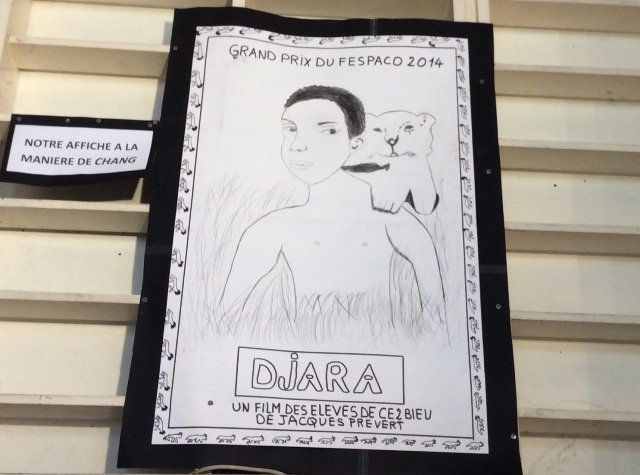 GRAND PRIX DU FESPACO 2014
NOTRE AFFICHE A LA
MANIERE DE CHANG
DjARA
UN FILM DES ELEVES DE CE2 BLEU
DE JACQUES PREVERT